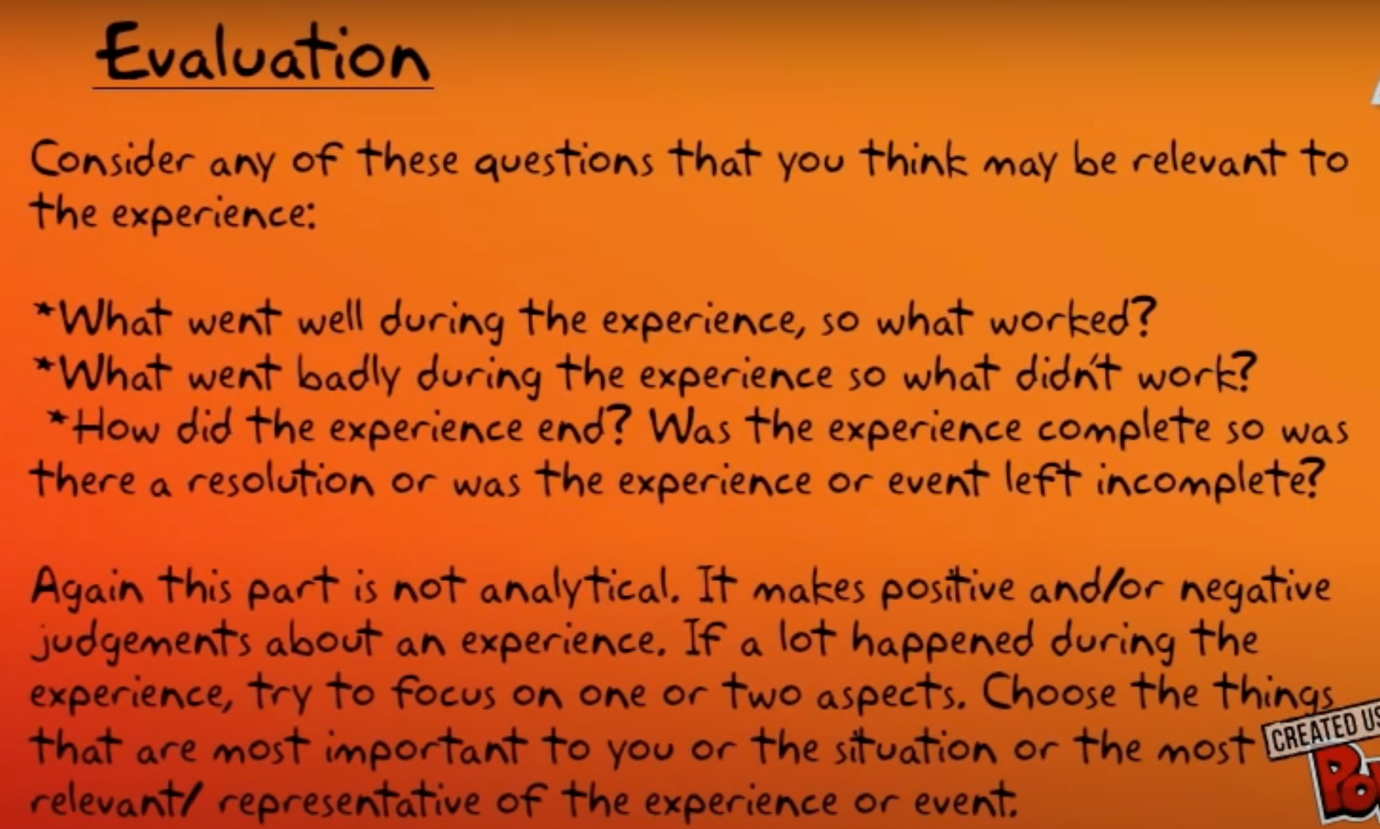 Evaluation
Consider any of these questions that you think may be relevant to
the experience:
*What went well during the experience, so what worked?
*What went badly during the experience so what didn't work?
*How did the experience end? Was the experience complete so was
there a resolution or was the experience or event left incomplete?
Again this part is not analytical. It makes positive and/or negative
judgements about an experience. If a lot happened during the
experience, try to focus on one or two aspects. Choose the things
that are most important to you or the situation or the most
relevant/ representative of the experience or event.
CREATED